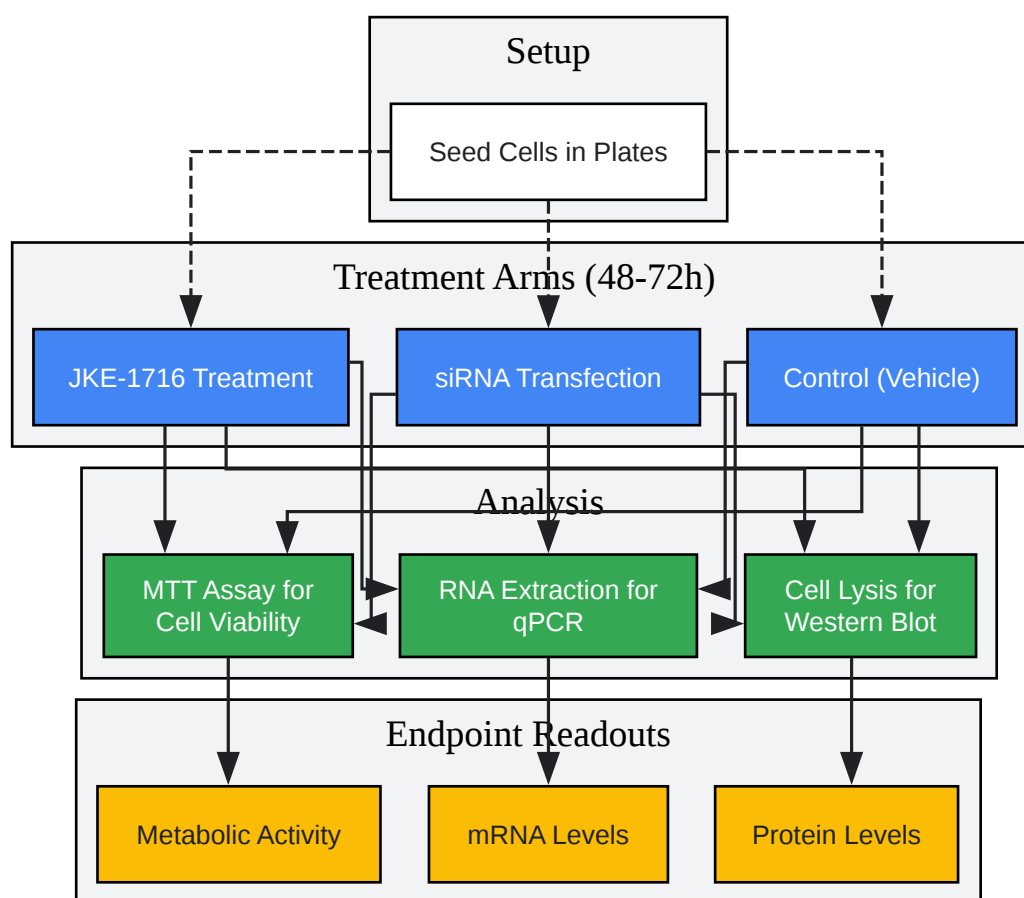 Setup
Seed Cells in Plates
Treatment Arms (48-72h)
JKE-1716 Treatment
siRNA Transfection
Control (Vehicle)
Analysis
MTT Assay for
Cell Viability
RNA Extraction for
qPCR
Cell Lysis for
Western Blot
Endpoint Readouts
Metabolic Activity
mRNA Levels
Protein Levels